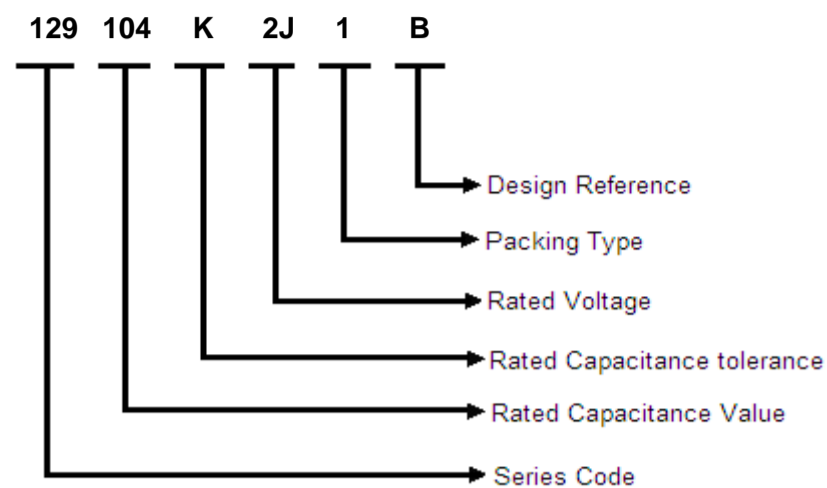 129 104 K 2J 1 B
Design Reference
Packing Type
Rated Voltage
Rated Capacitance tolerance
Rated Capacitance Value
Series Code